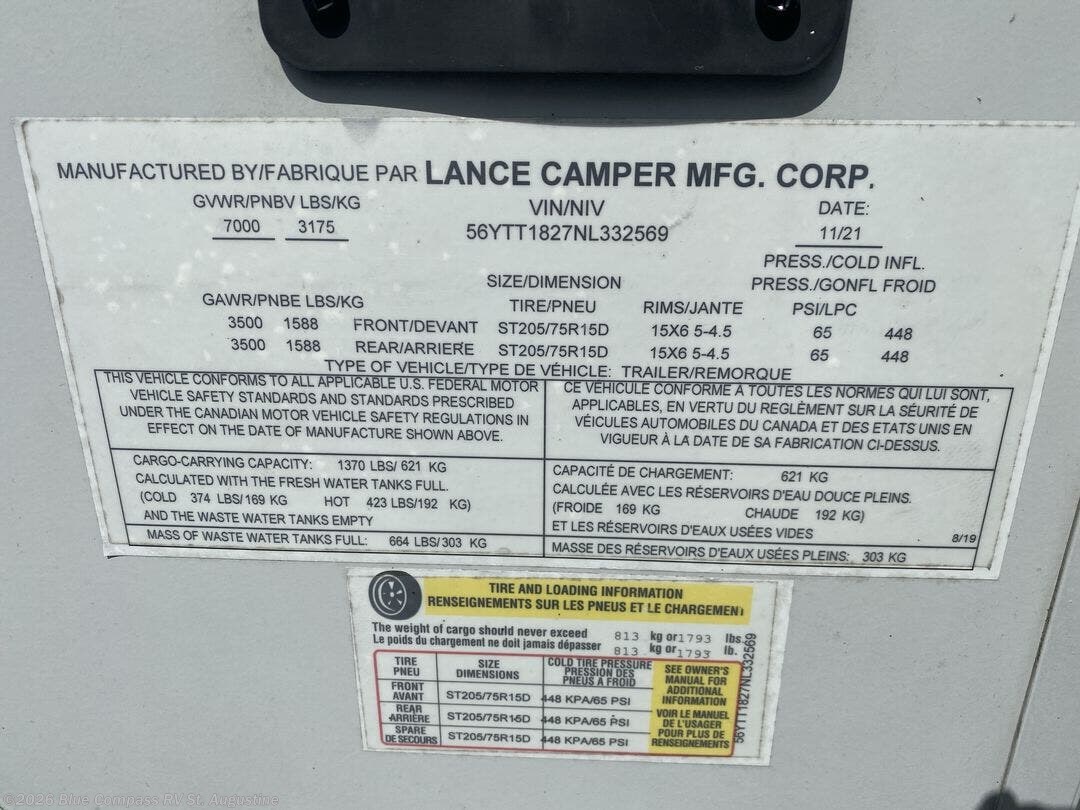 MANUFACTURED BY/FABRIQUE PAR LANCE CAMPER MFG. CORP.
GVWR/PNBV LBS/KG VIN/NIV DATE:
7000 3175 56YTT1827NL332569 11/21
PRESS./COLD INFL.
SIZE/DIMENSION PRESS./GONFL FROID
GAWR/PNBE LBS/KG TIRE/PNEU RIMS/JANTE PSI/LPC
3500 1588 FRONT/DEVANT ST205/75R15D 15X6 5-4.5 65 448
3500 1588 REAR/ARRIERE ST205/75R15D 15X6 5-4.5 65 448
TYPE OF VEHICLE/TYPE DE VÉHICLE: TRAILER/REMORQUE
THIS VEHICLE CONFORMS TO ALL APPLICABLE U.S. FEDERAL MOTOR
VEHICLE SAFETY STANDARDS AND STANDARDS PRESCRIBED
UNDER THE CANADIAN MOTOR VEHICLE SAFETY REGULATIONS IN
EFFECT ON THE DATE OF MANUFACTURE SHOWN ABOVE.
CE VÉHICULE CONFORME À TOUTES LES NORMES QUI LUI SONT,
APPLICABLES, EN VERTU DU REGLÈMENT SUR LA SÉURITÉ DE
VÉICULES AUTOMOBILES DU CANADA ET DES ETATS UNIS EN
VIGUEUR À LA DATE DE SA FABRICATION CI-DESSUS.
CARGO-CARRYING CAPACITY: 1370 LBS/ 621 KG
CALCULATED WITH THE FRESH WATER TANKS FULL.
(COLD 374 LBS/169 KG HOT 423 LBS/192 KG)
AND THE WASTE WATER TANKS EMPTY
MASS OF WASTE WATER TANKS FULL: 664 LBS/303 KG
CAPACITÉ DE CHARGEMENT: 621 KG
CALCULÉE AVEC LES RÉSERVOIRS D'EAU DOUCE PLEINS.
(FROIDE 169 KG CHAUDE 192 KG)
ET LES RÉSERVOIRS D'EAUX USÉES VIDES 8/19
MASSE DES RÉSERVOIRS D'EAUX USÉES PLEINS: 303 KG
TIRE AND LOADING INFORMATION
RENSEIGNEMENTS SUR LES PNEUS ET LE CHARGEMENT
The weight of cargo should never exceed 813 kg or 1793 lbs.
Le poids du chargement ne doit jamais dépasser 813 kg or 1793 lb.
TIRE SIZE COLD TIRE PRESSURE
PNEU DIMENSIONS PRESSION DES
PNEUS A FROID
FRONT
AVANT ST205/75R15D 448 KPA/65 PSI
REAR
ARRIÈRE ST205/75R15D 448 KPA/65 PSI
SPARE
DE SECOURS ST205/75R15D 448 KPA/65 PSI
SEE OWNER'S
MANUAL FOR
ADDITIONAL
INFORMATION
VOIR LE MANUEL
DE L'USAGER
POUR PLUS DE
RENSEIGNEMENTS
56YTT1827NL332569
©2026 Blue Compass RV St. Augustine